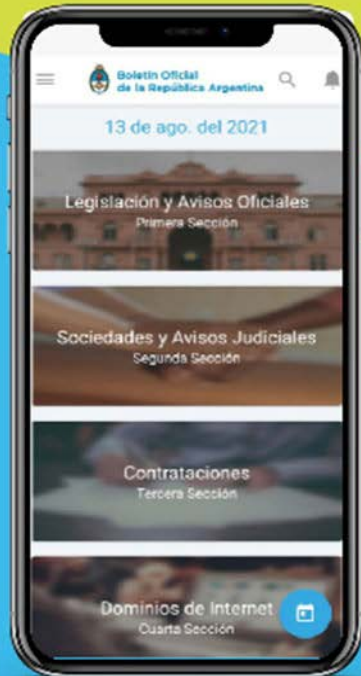 Boletín Oficial
de la República Argentina
13 de ago. del 2021
Legislación y Avisos Oficiales
Primera Sección
Sociedades y Avisos Judiciales
Segunda Sección
Contrataciones
Tercera Sección
Dominios de Internet
Cuarta Sección